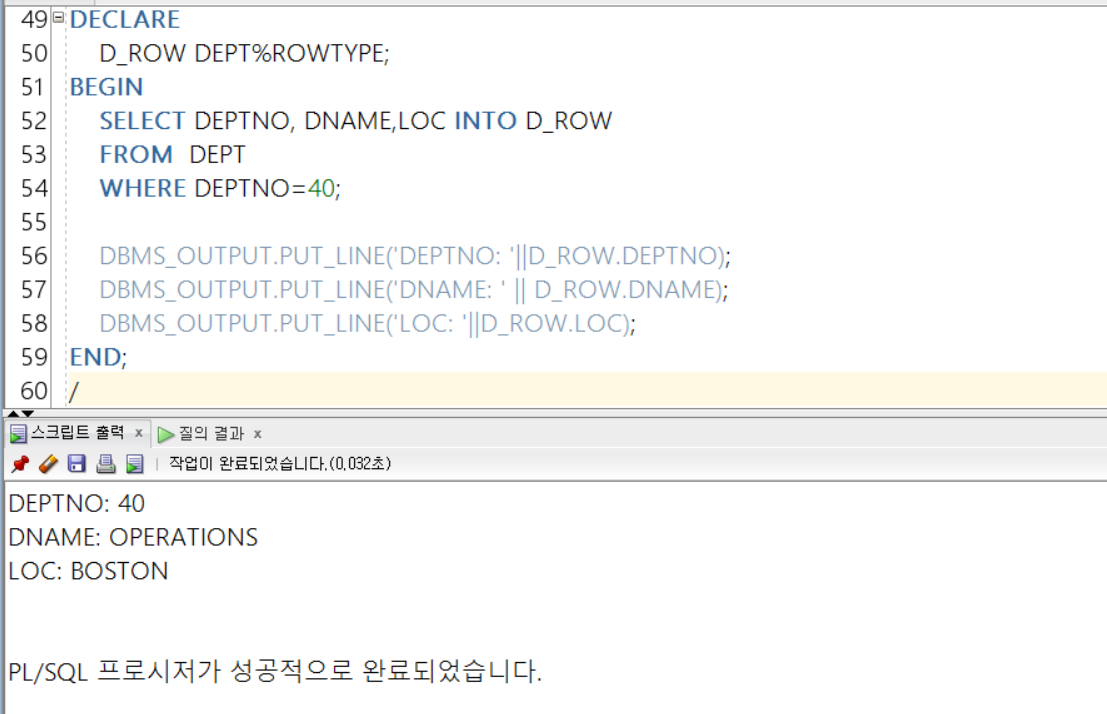 49 DECLARE
50 D_ROW DEPT%ROWTYPE;
51 BEGIN
52 SELECT DEPTNO, DNAME,LOC INTO D_ROW
53 FROM  DEPT
54 WHERE DEPTNO=40;
55
56 DBMS_OUTPUT.PUT_LINE('DEPTNO: '||D_ROW.DEPTNO);
57 DBMS_OUTPUT.PUT_LINE('DNAME: ' || D_ROW.DNAME);
58 DBMS_OUTPUT.PUT_LINE('LOC: '||D_ROW.LOC);
59 END;
60 /
스크립트 출력 x 질의 결과 x
작업이 완료되었습니다.(0,032초)
DEPTNO: 40
DNAME: OPERATIONS
LOC: BOSTON
PL/SQL 프로시저가 성공적으로 완료되었습니다.